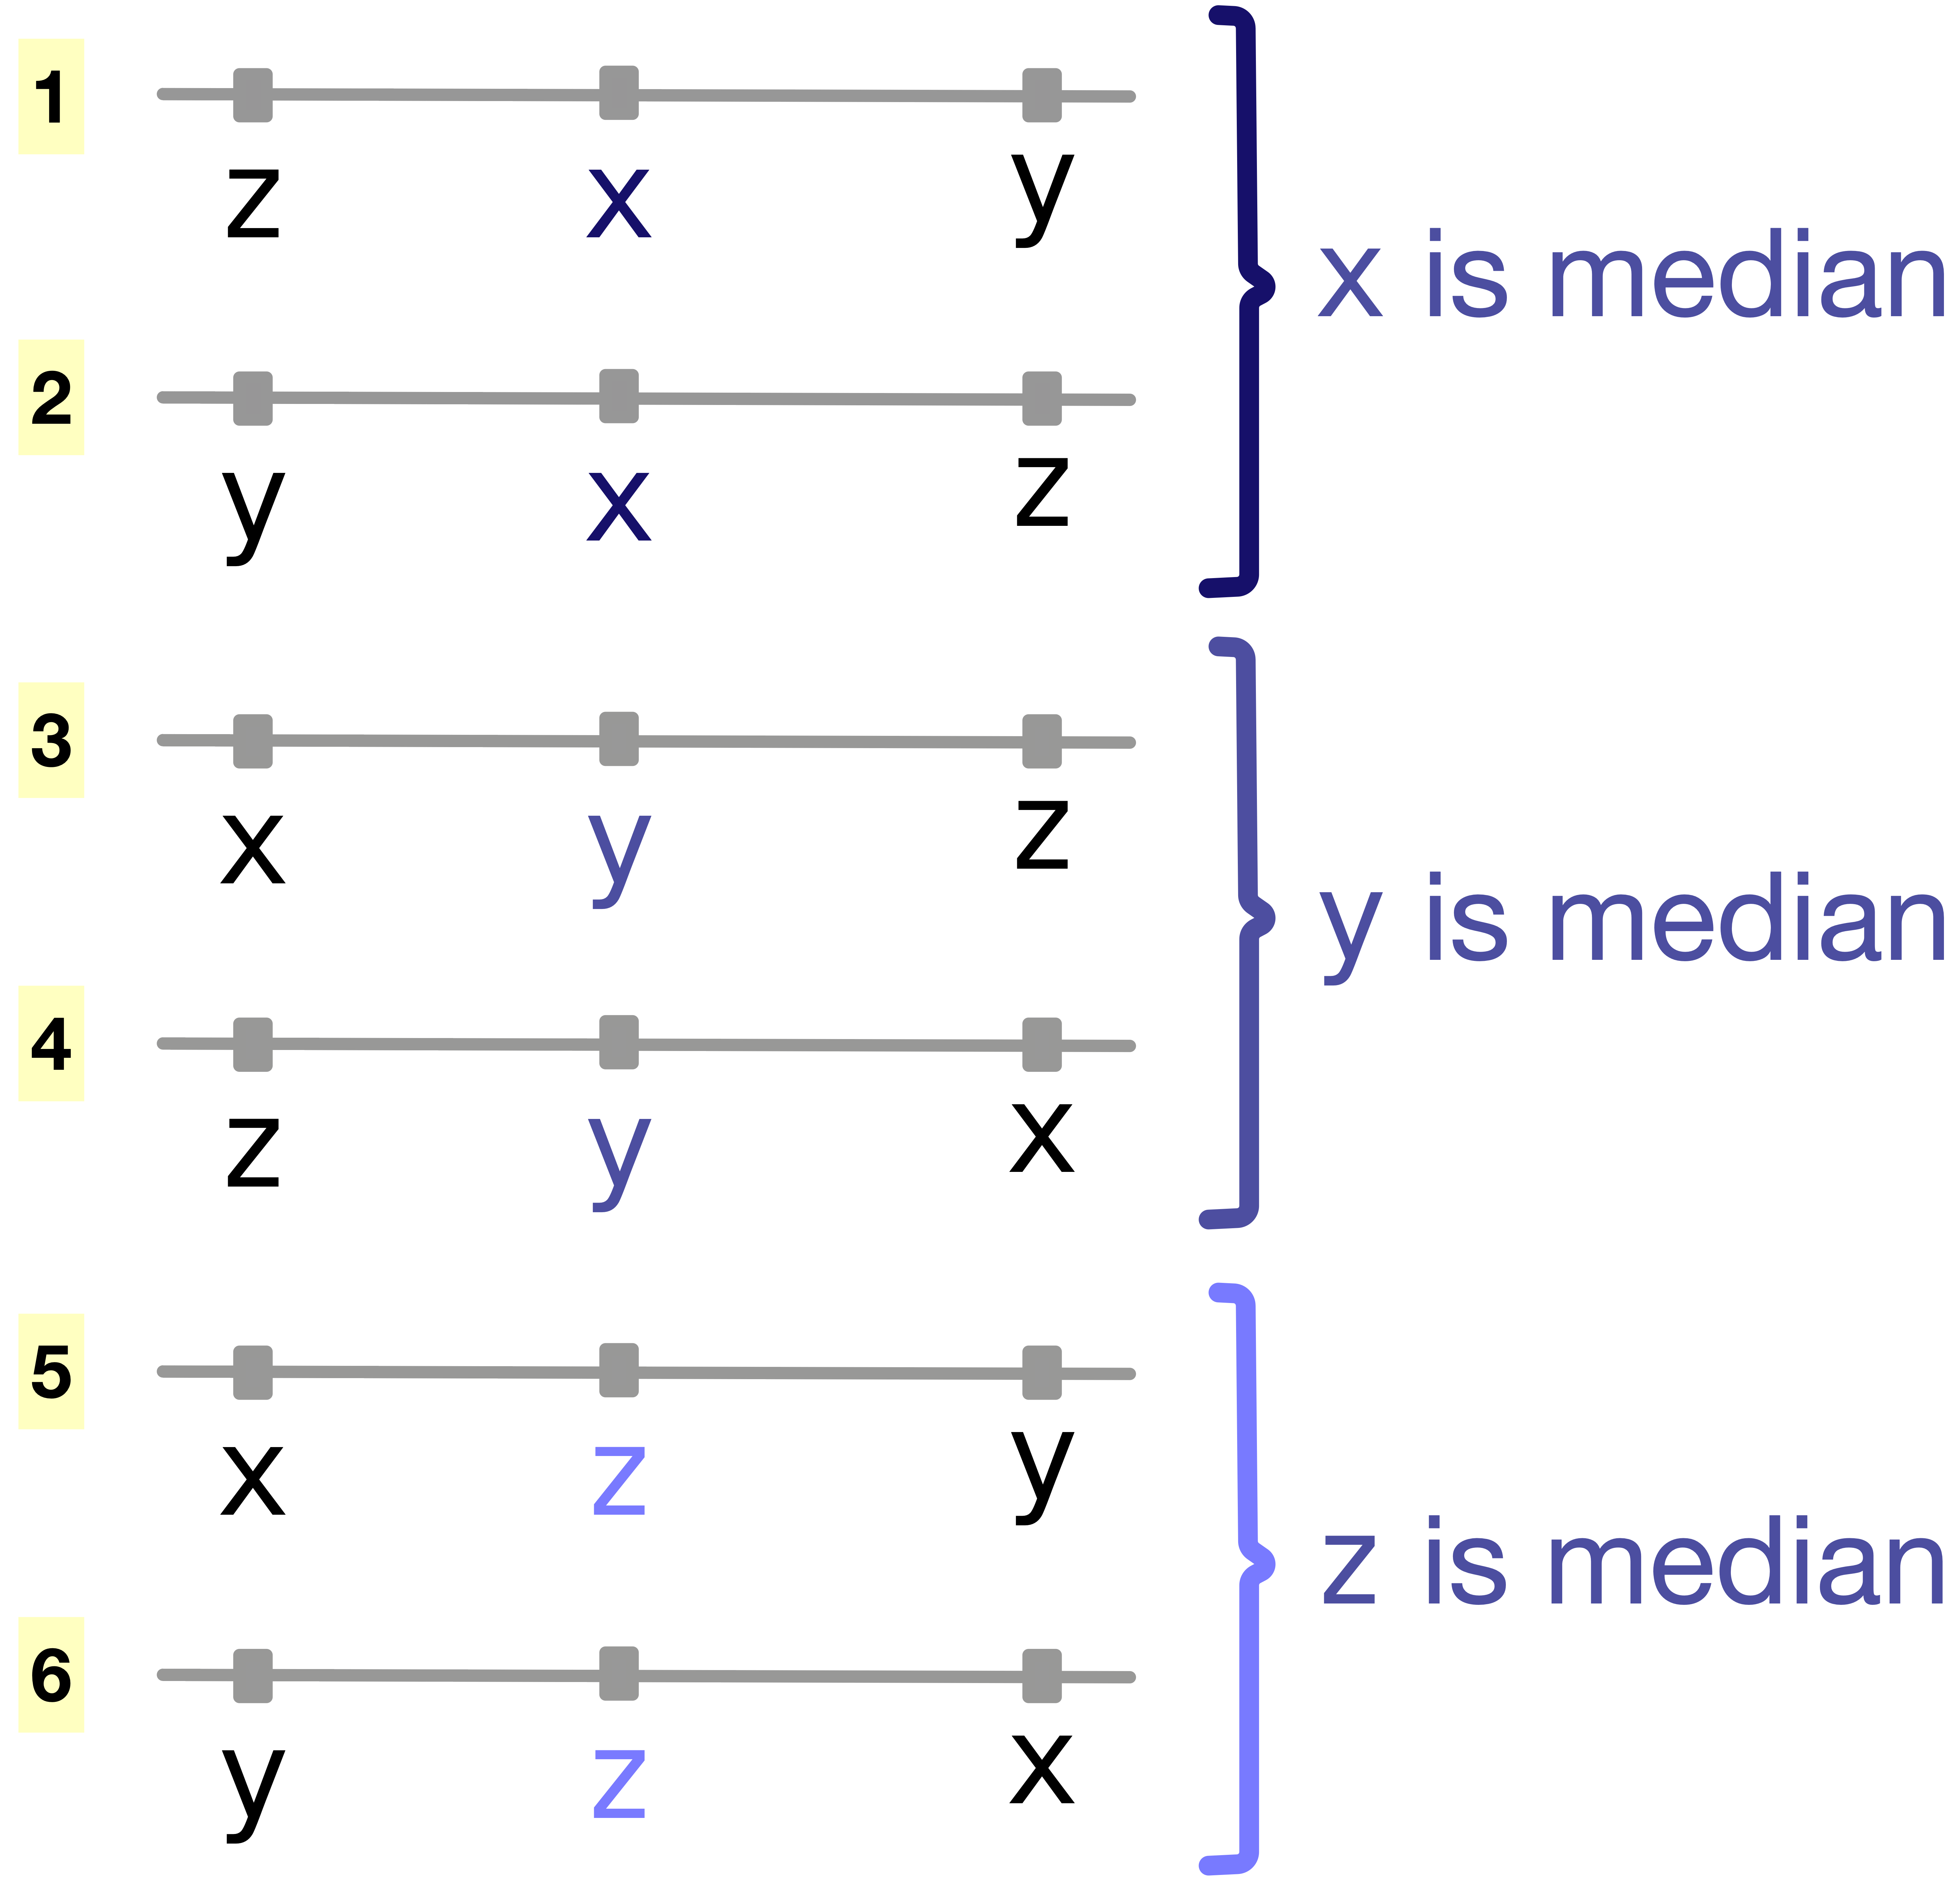 1
z x y
x is median
2
y x z
3
x y z
y is median
4
z y x
5
x z y
z is median
6
y z x